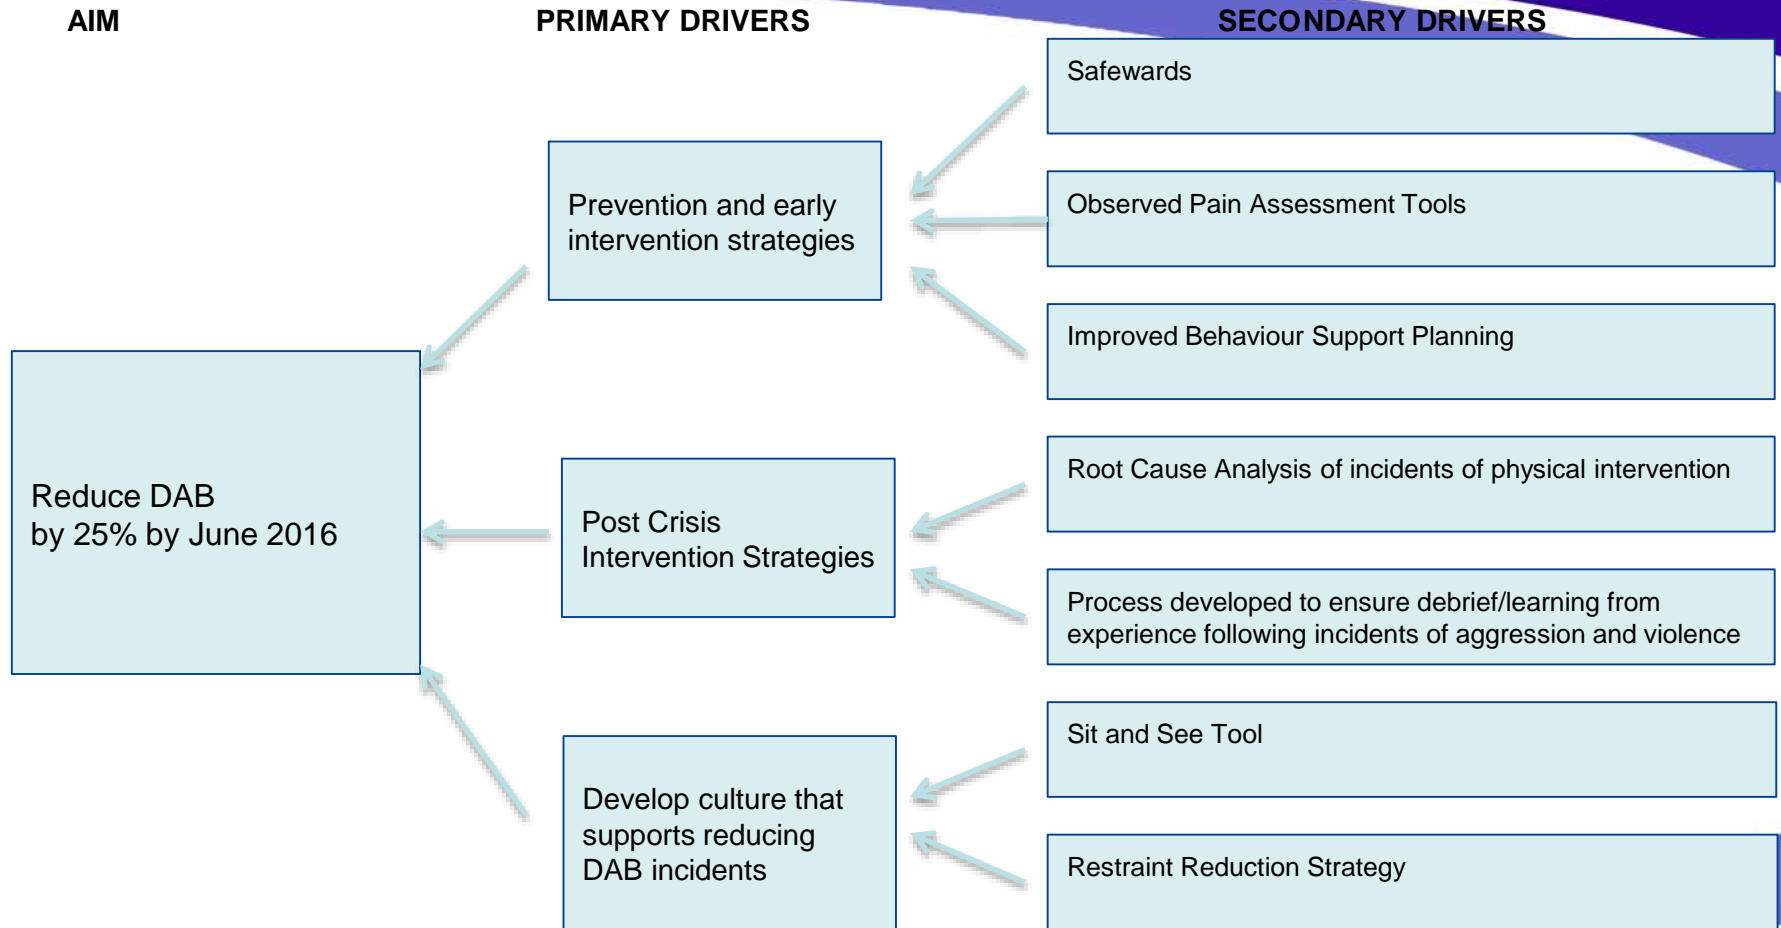 AIM
PRIMARY DRIVERS
SECONDARY DRIVERS
Safewards
Prevention and early
intervention strategies
Observed Pain Assessment Tools
Improved Behaviour Support Planning
Reduce DAB
by 25% by June 2016
Root Cause Analysis of incidents of physical intervention
Post Crisis
Intervention Strategies
Process developed to ensure debrief/learning from
experience following incidents of aggression and violence
Sit and See Tool
Develop culture that
supports reducing
DAB incidents
Restraint Reduction Strategy